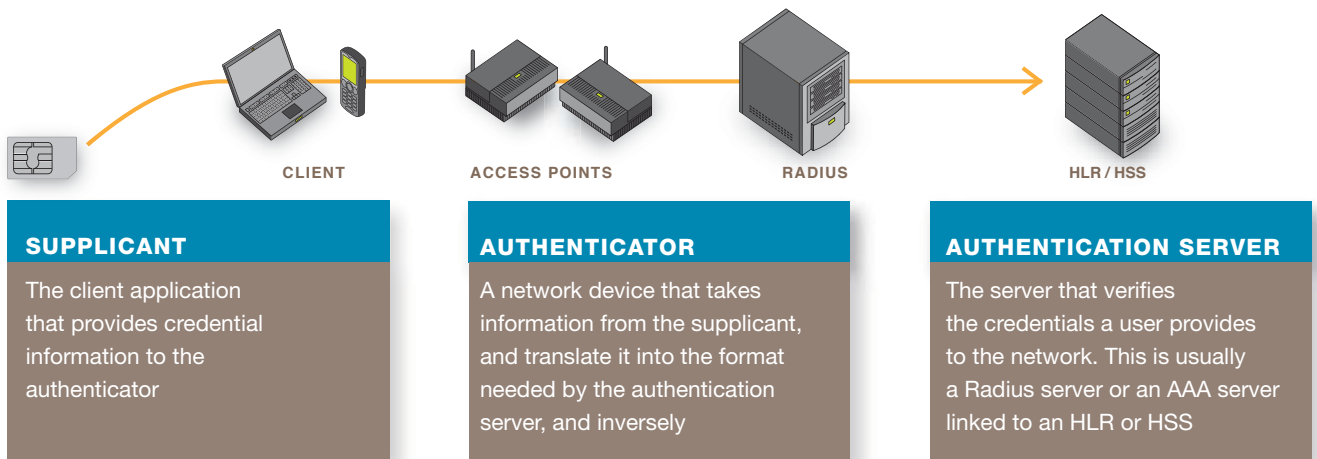 CLIENT
ACCESS POINTS
RADIUS
HLR / HSS
SUPPLICANT
The client application
that provides credential
information to the
authenticator
AUTHENTICATOR
A network device that takes
information from the supplicant,
and translate it into the format
needed by the authentication
server, and inversely
AUTHENTICATION SERVER
The server that verifies
the credentials a user provides
to the network. This is usually
a Radius server or an AAA server
linked to an HLR or HSS